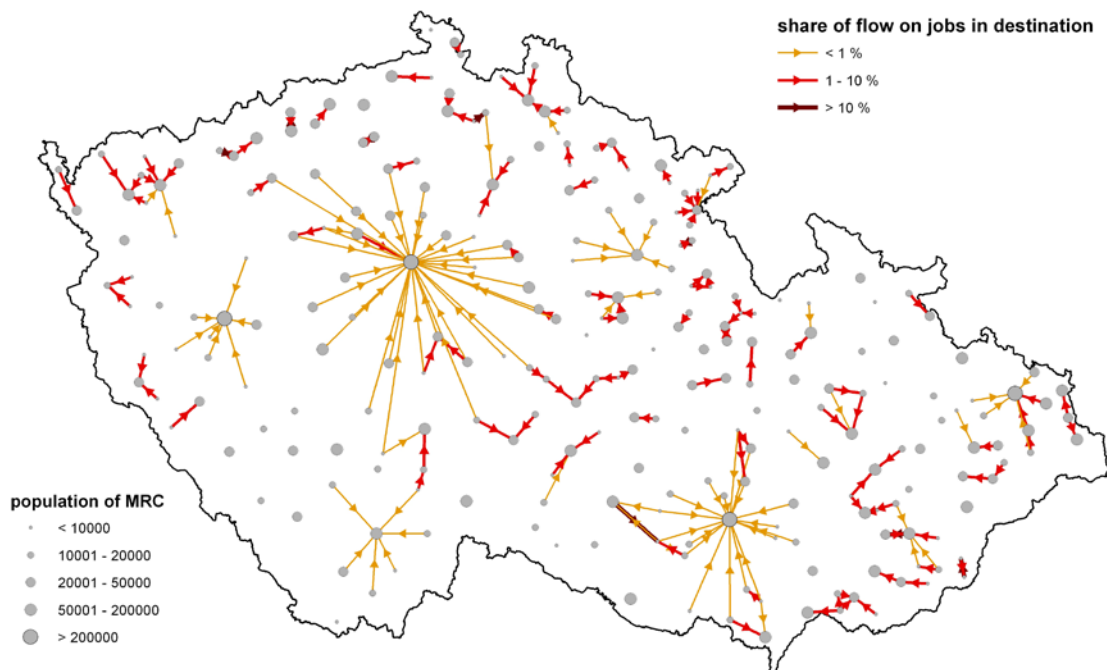 share of flow on jobs in destination
< 1 %
1 - 10 %
> 10 %
population of MRC
< 10000
10001 - 20000
20001 - 50000
50001 - 200000
> 200000